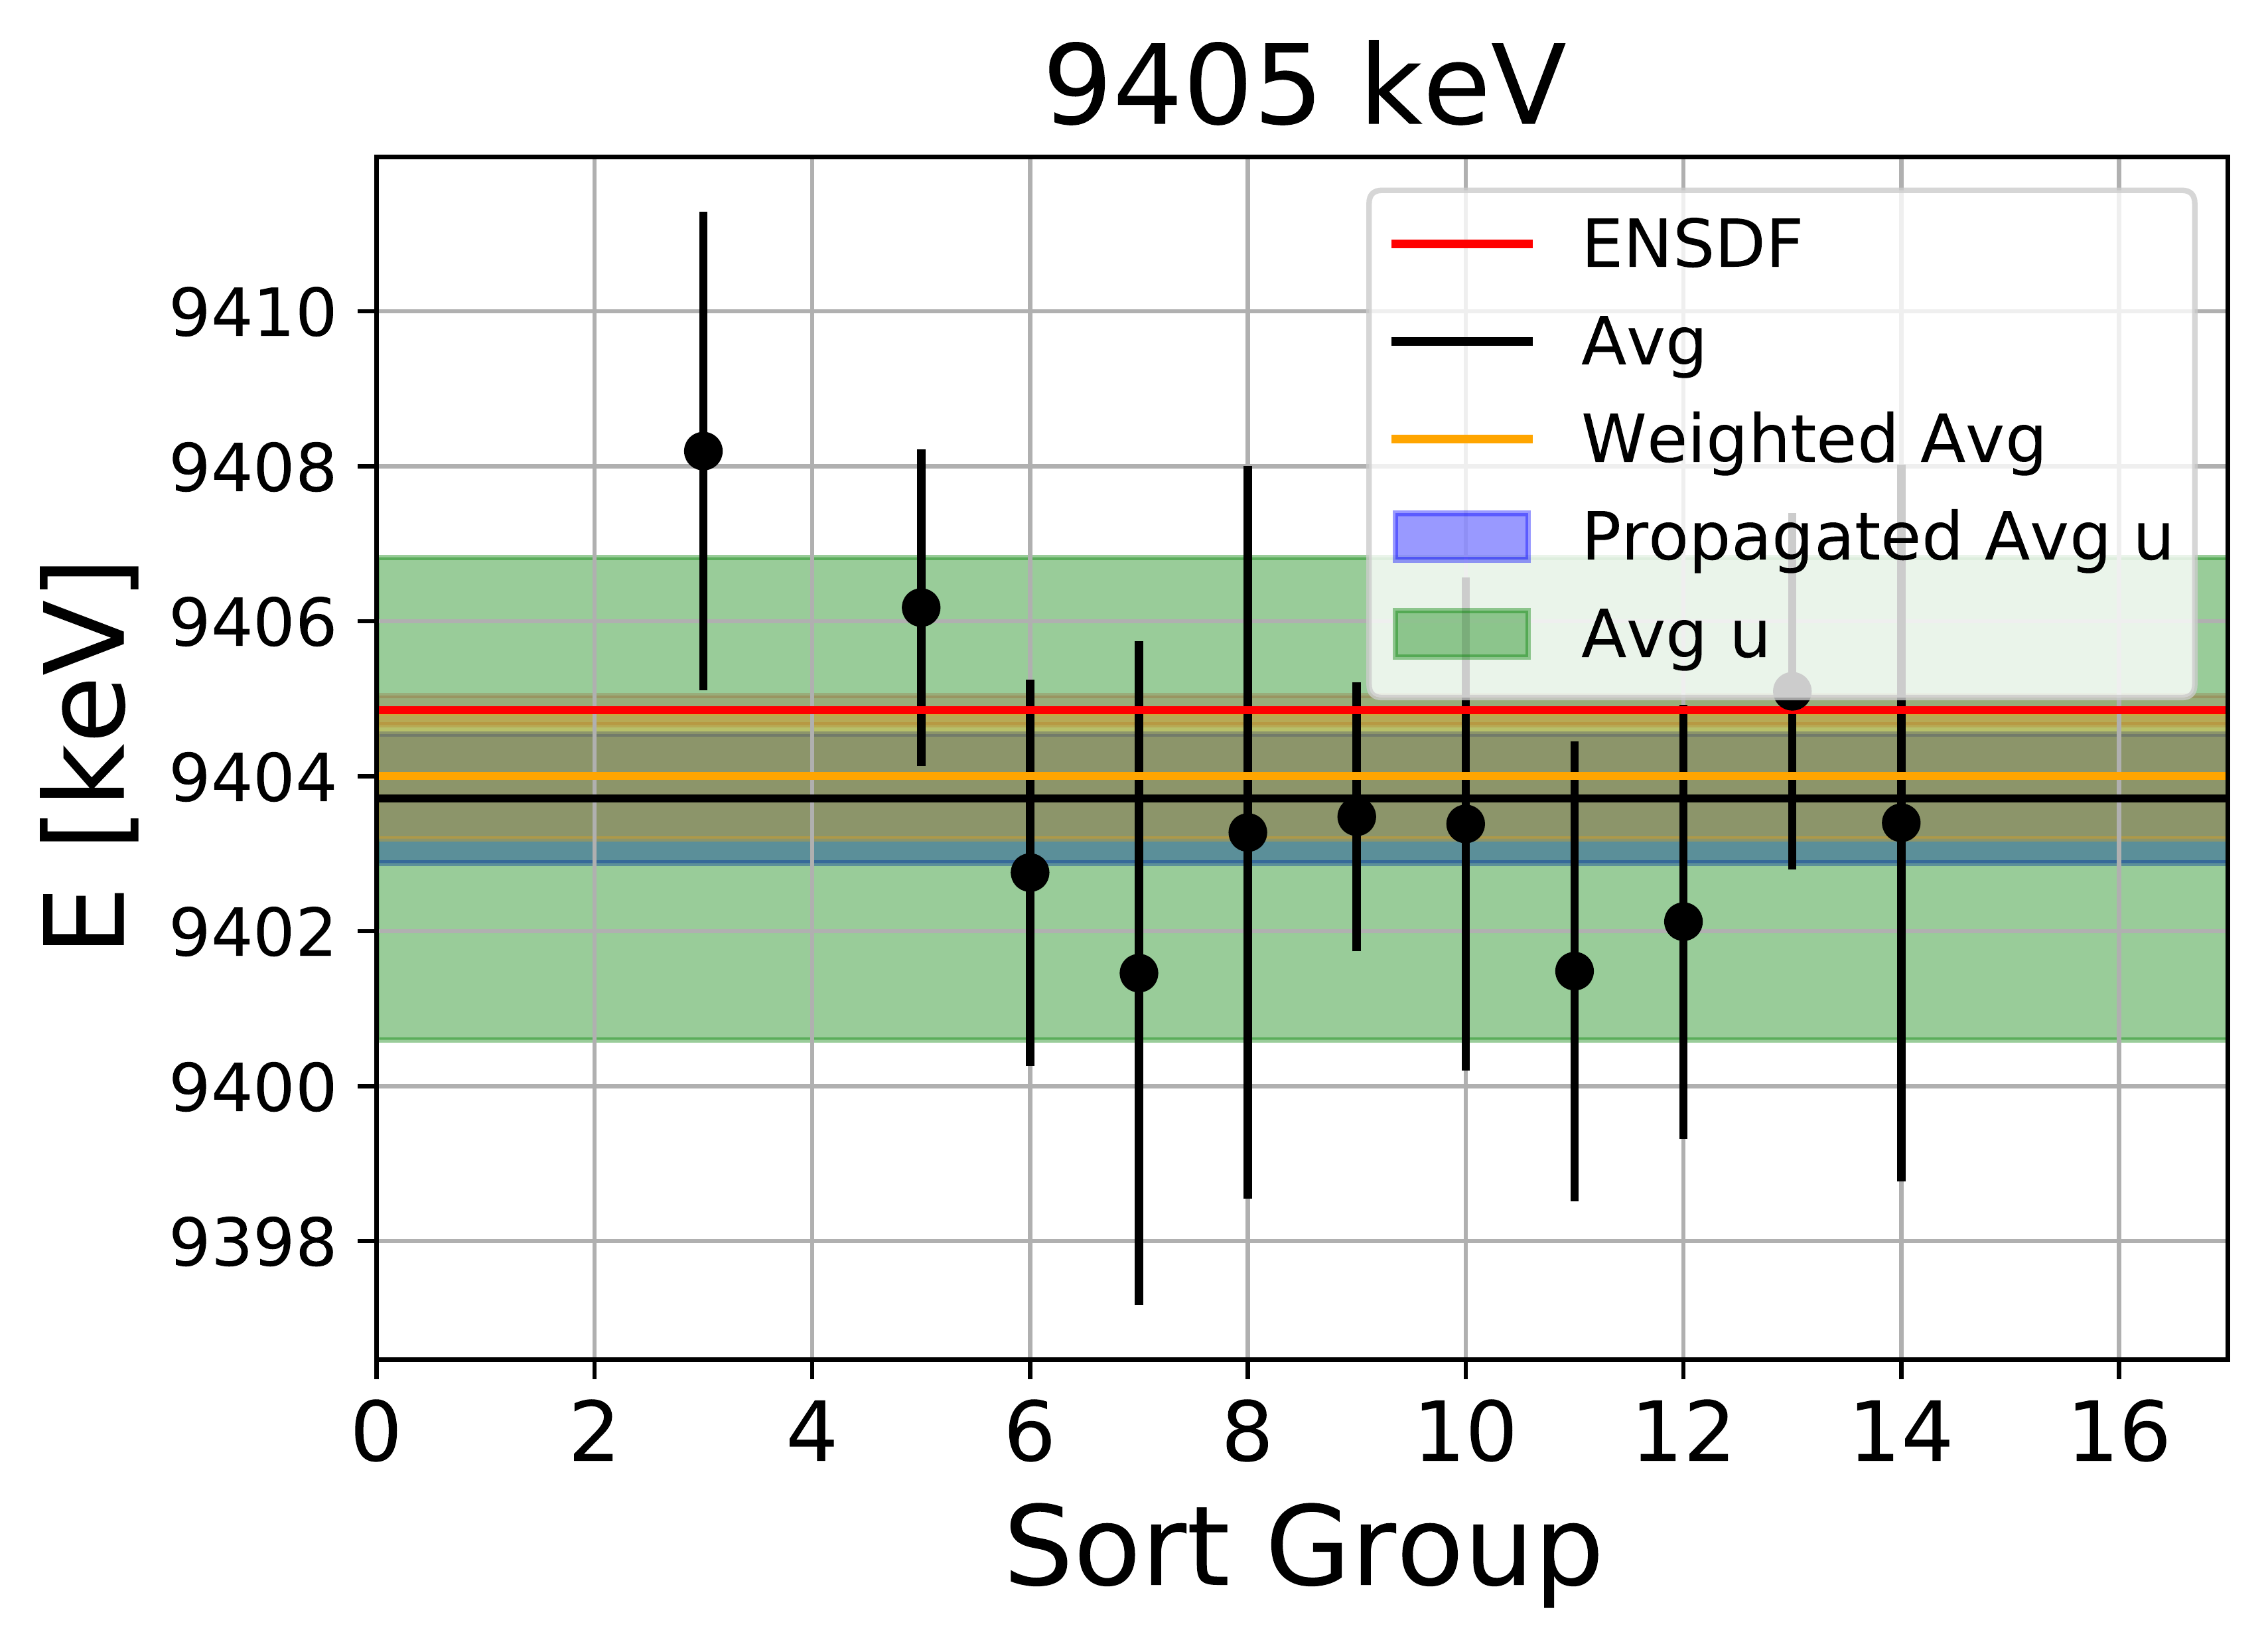 9405 keV
E [keV]
9410
9408
9406
9404
9402
9400
9398
ENSDF
Avg
Weighted Avg
Propagated Avg u
Avg u
0 2 4 6 8 10 12 14 16
Sort Group